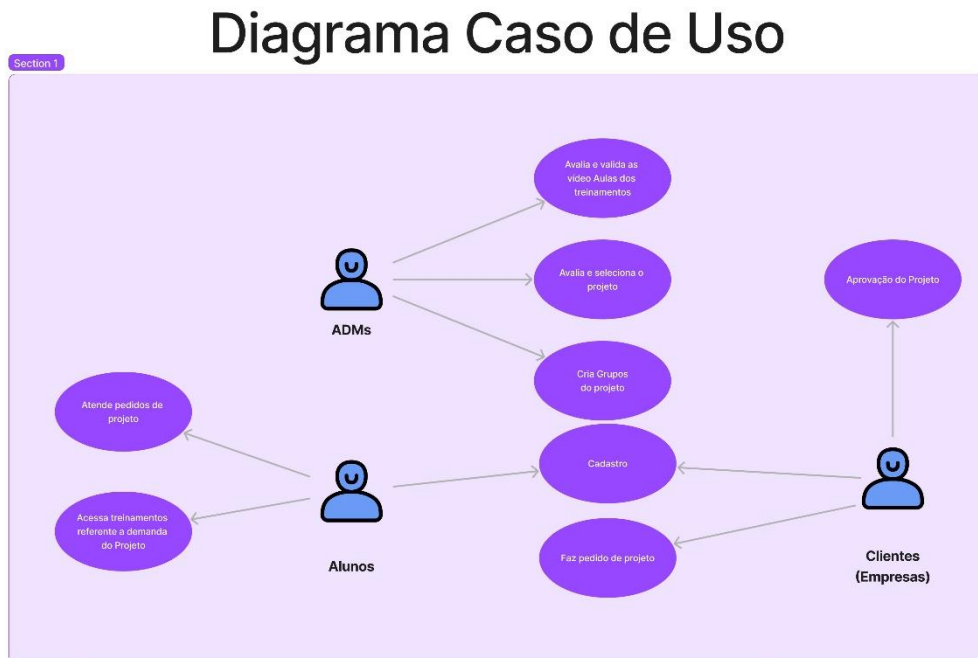 Diagrama Caso de Uso
Section 1
Avalia e valida as
vídeo Aulas dos
treinamentos
Avalia e seleciona o
projeto
Aprovação do Projeto
ADMs
Cria Grupos
do projeto
Atende pedidos de
projeto
Cadastro
Acessa treinamentos
referente a demanda
do Projeto
Alunos
Faz pedido de projeto
Clientes
(Empresas)